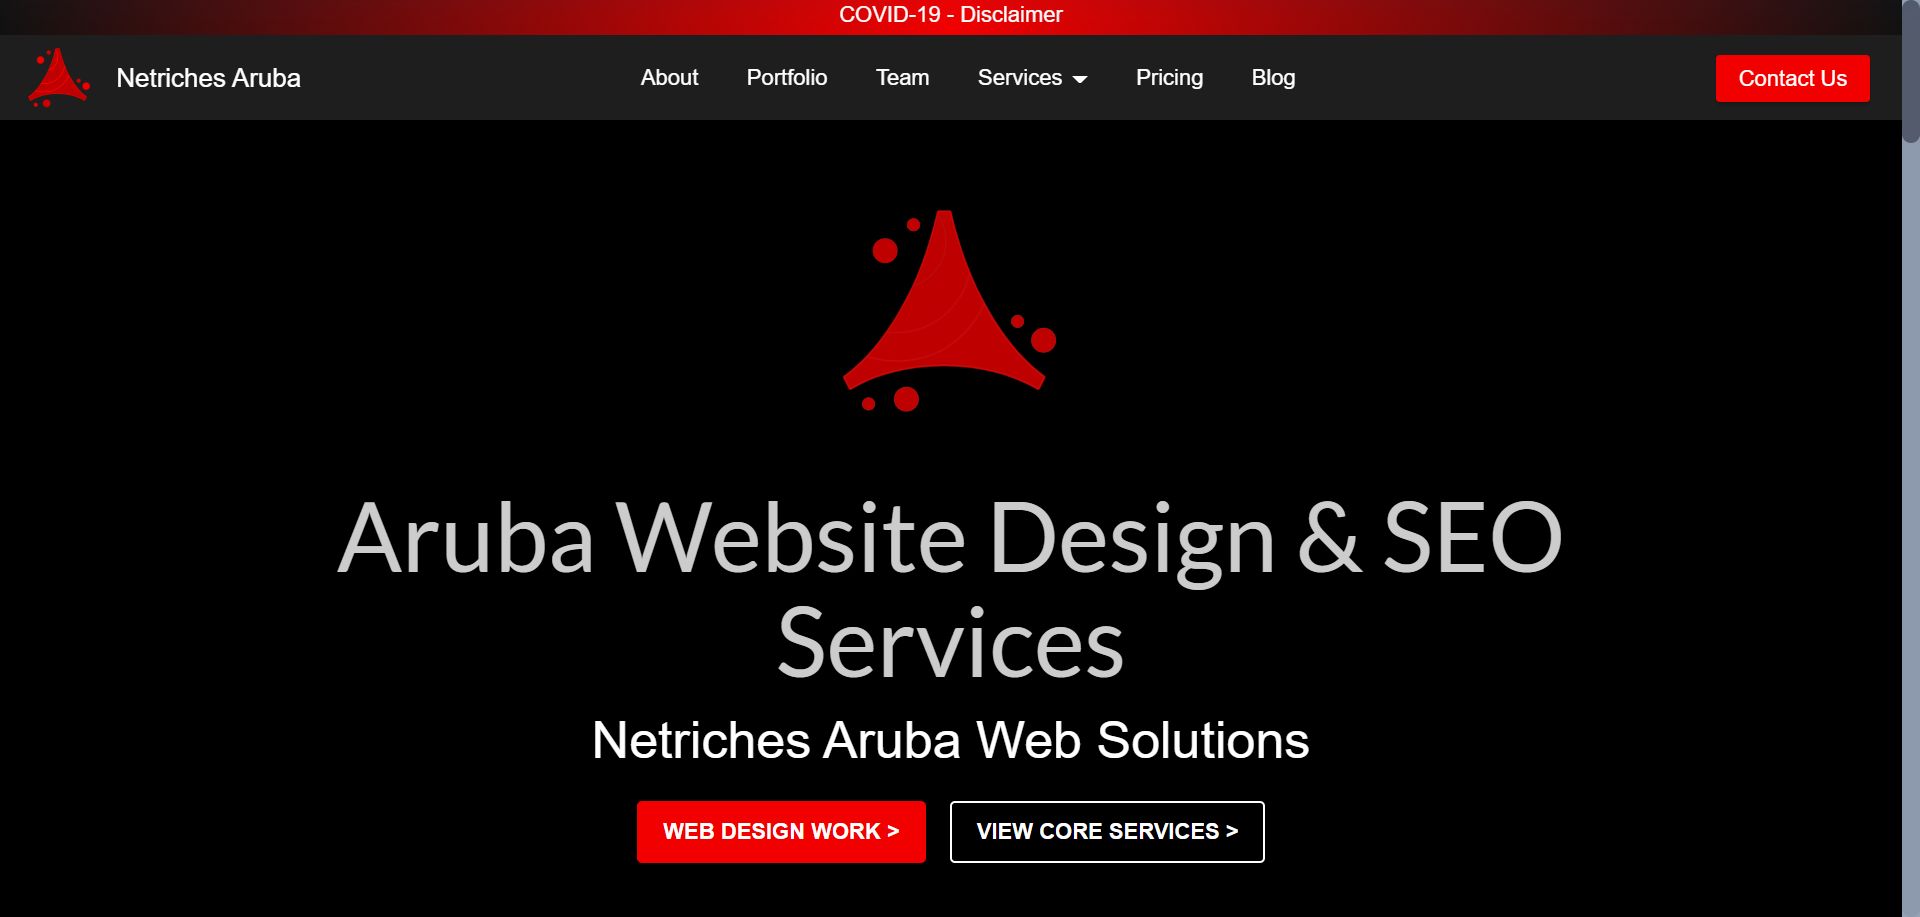 COVID-19 - Disclaimer
Netriches Aruba
About
Portfolio
Team
Services
Pricing
Blog
Contact Us
Aruba Website Design & SEO
Services
Netriches Aruba Web Solutions
WEB DESIGN WORK >
VIEW CORE SERVICES >